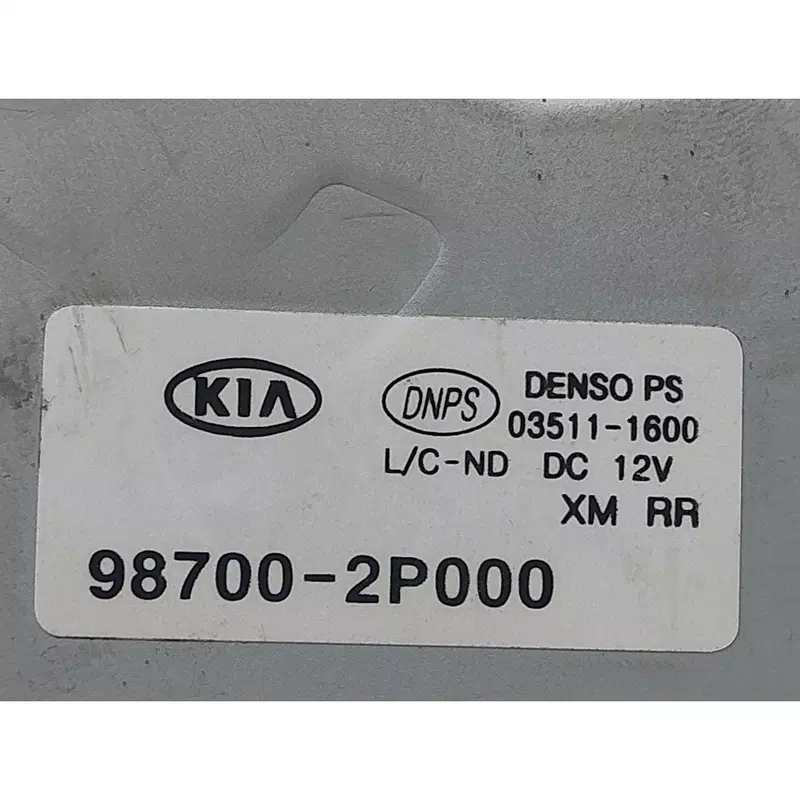 KIA DNPS DENSO PS
03511-1600
L/C-ND DC 12V
XM RR
98700-2P000